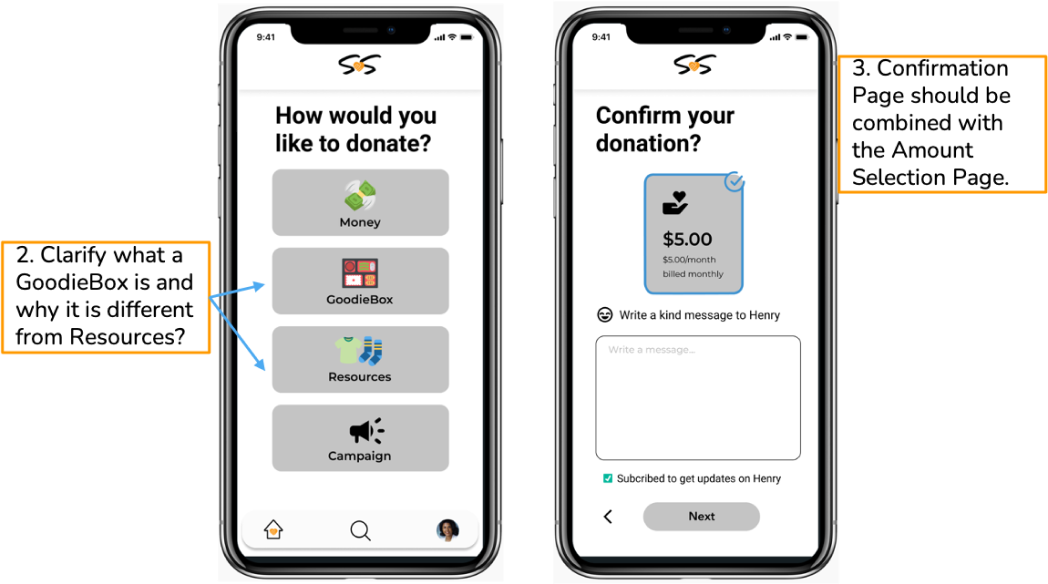 9:41
SS
How would you
like to donate?
Money
GoodieBox
Resources
Campaign
2. Clarify what a
GoodieBox is and
why it is different
from Resources?
9:41
SS
Confirm your
donation?
$5.00
$5.00/month
billed monthly
Write a kind message to Henry
Write a message...
Subcribed to get updates on Henry
Next
3. Confirmation
Page should be
combined with
the Amount
Selection Page.